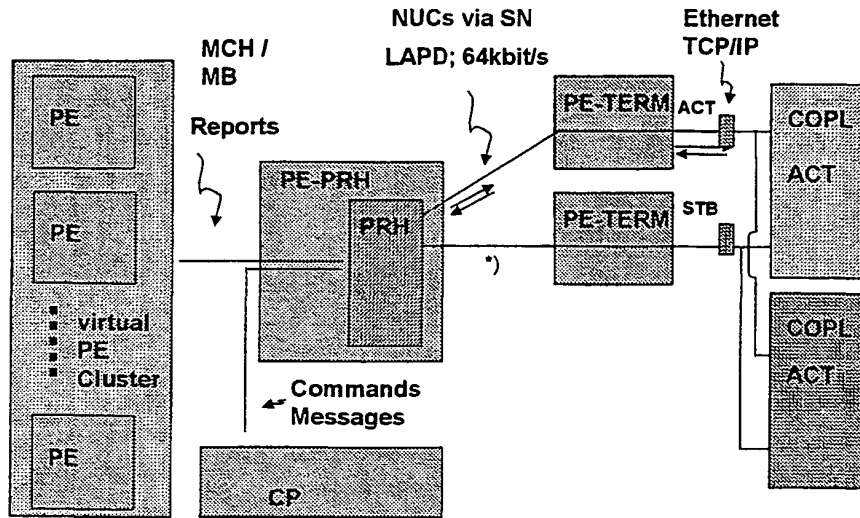 NUCs via SN
LAPD; 64kbit/s
Ethernet
TCP/IP
MCH /
MB
Reports
PE
PE
virtual
PE
Cluster
PE
PE-PRH
PRH
PE-TERM
ACT
PE-TERM
STB
*)
COPL
ACT
COPL
ACT
Commands
Messages
CP